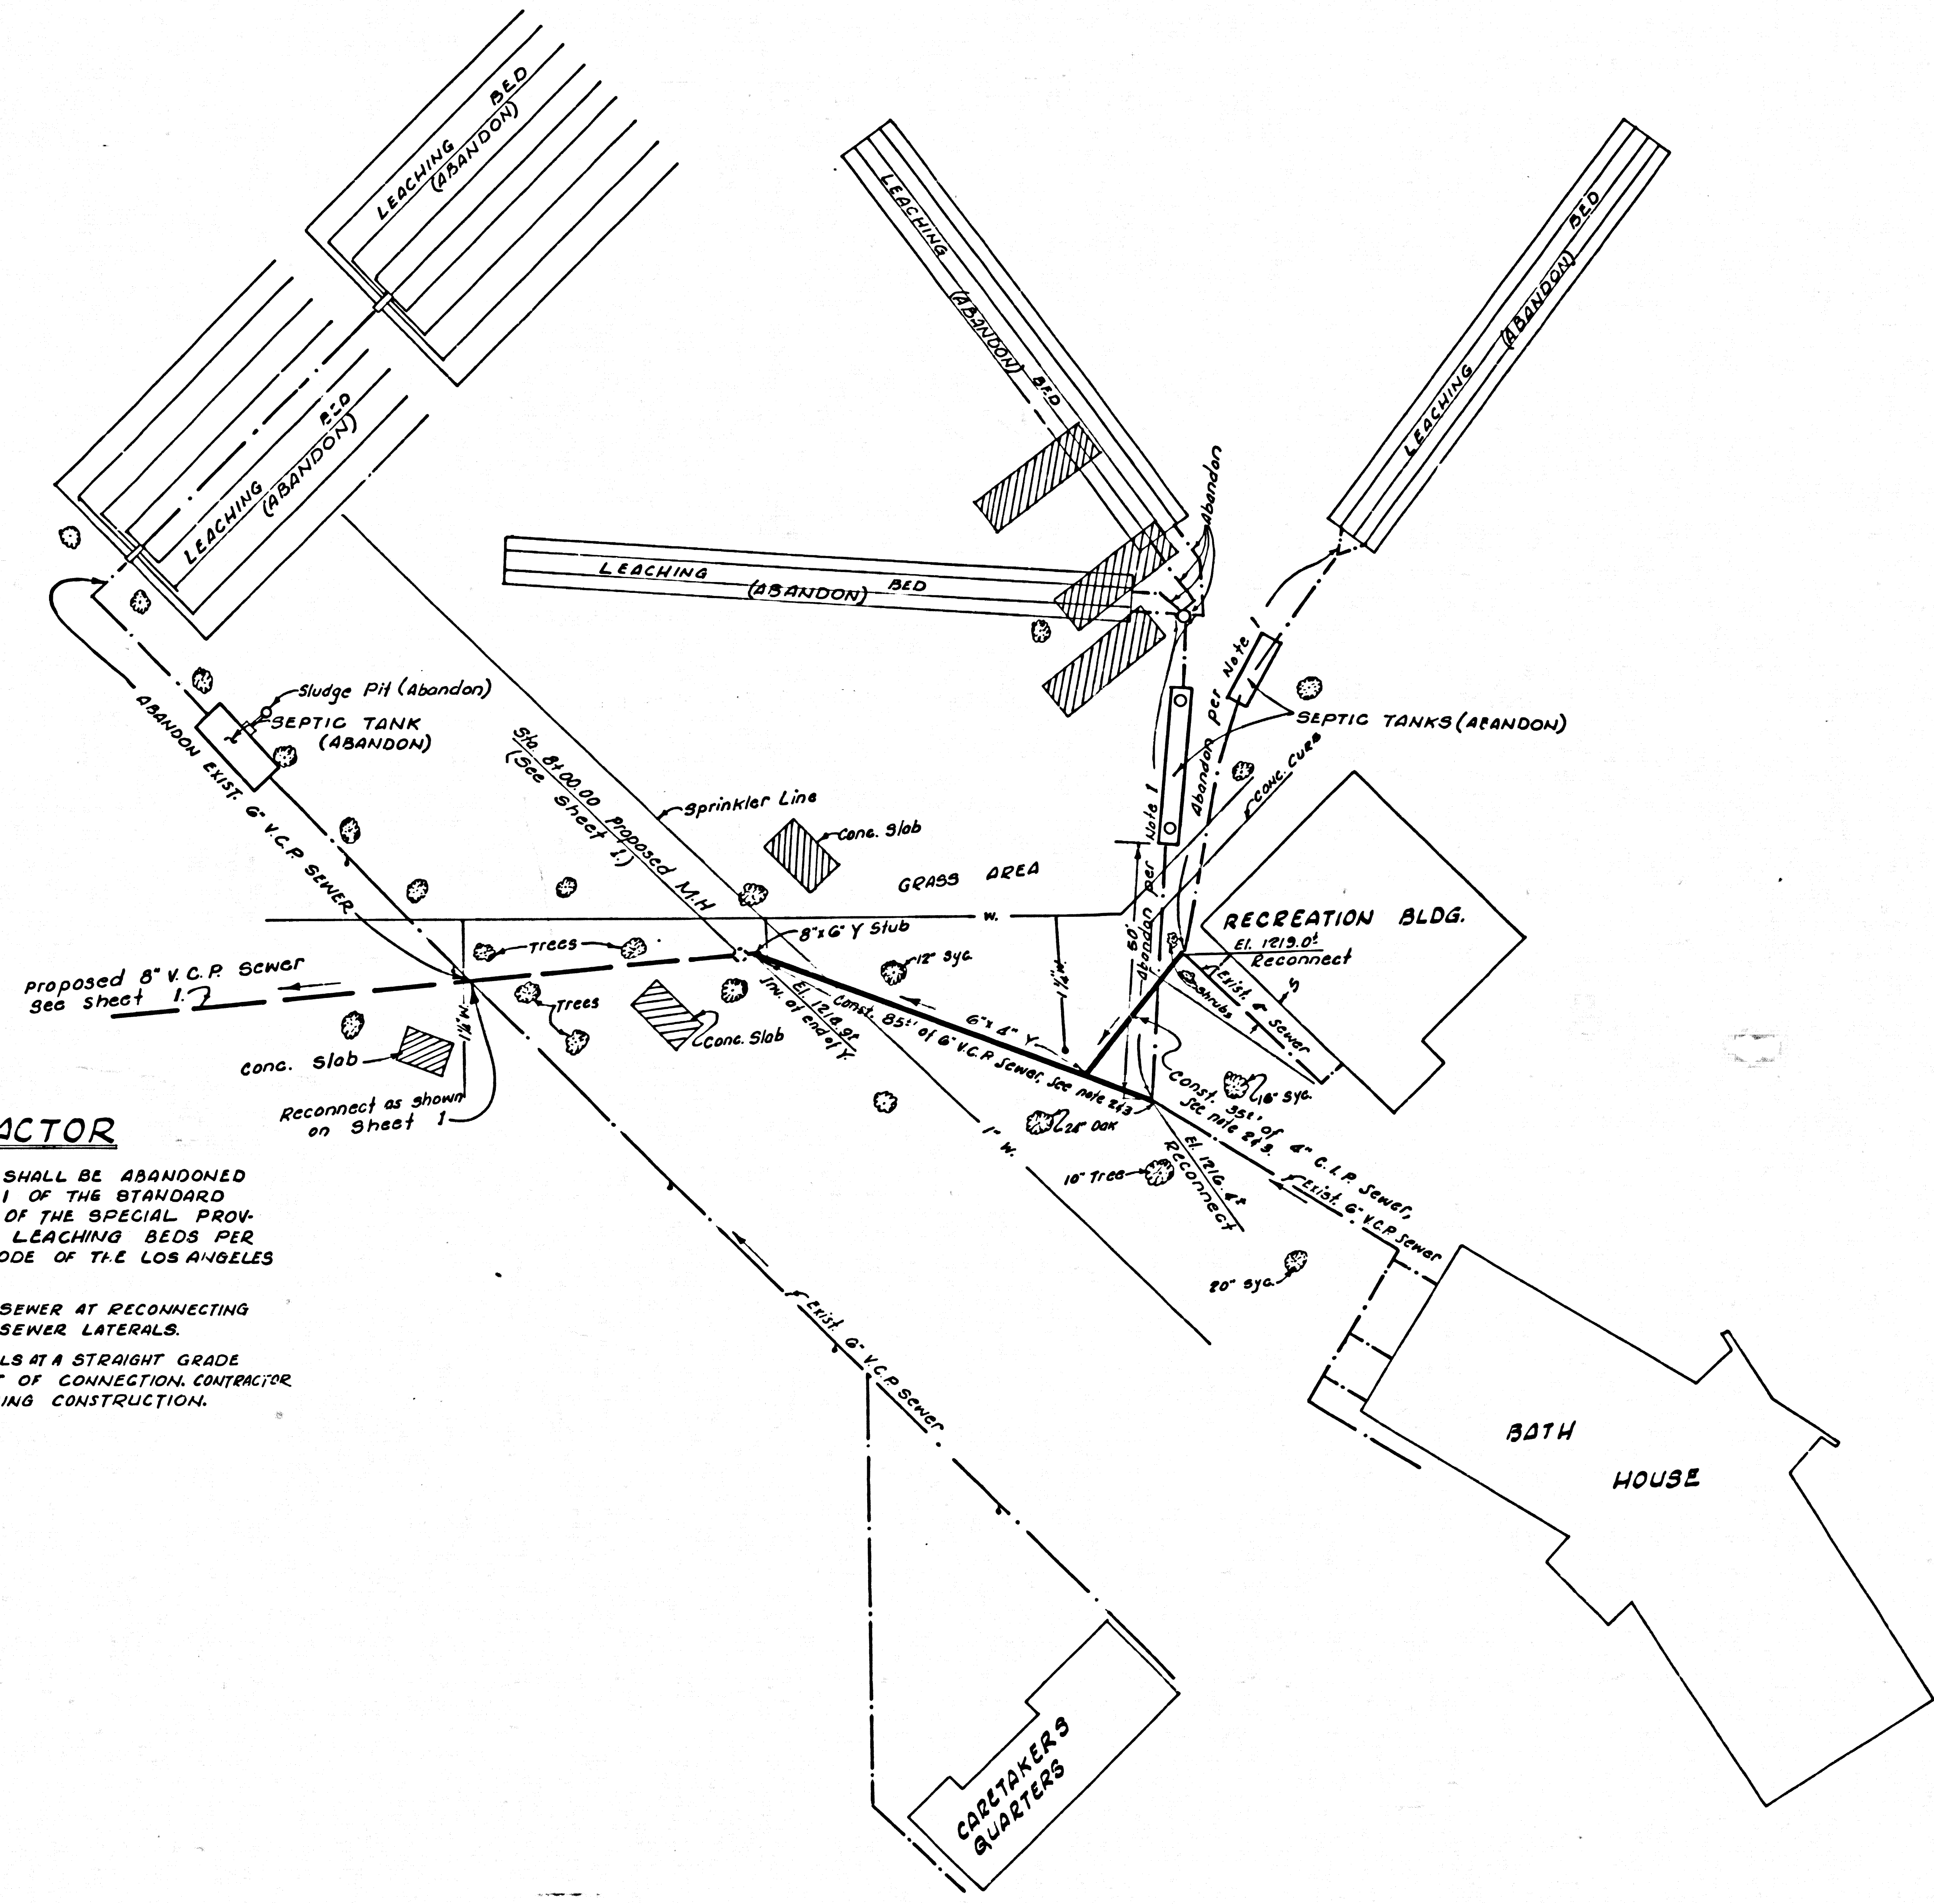 LEACHING BED
(ABANDON)
LEACHING BED
(ABANDON)
LEACHING BED
(ABANDON)
LEACHING BED
(ABANDON)
LEACHING BED
(ABANDON)
Abandon
Sludge Pit (Abandon)
SEPTIC TANK
(ABANDON)
ABANDON EXIST. 6" V.C.P. SEWER
Sta. 8+00.00 Proposed M.H
(See Sheet 1.)
Sprinkler Line
Conc. Slab
GRASS AREA
Abandon per Note 1
Abandon per Note 1
SEPTIC TANKS (ABANDON)
CONC. CURB
RECREATION BLDG.
El. 1219.0±
Reconnect
W.
8"x6" Y Stub
Trees
12" Syc.
1 1/4" W.
50'
Proposed 8" V.C.P. Sewer
See Sheet 1.
Trees
Conc. Slab
Conc. Slab
Reconnect as shown
on Sheet 1
El. 1214.9±
Inv. of end of Y.
6"x4" Y
Const. 85±' of 6" V.C.P. Sewer, See note 2&3
Shrubs
Exist. 4" Sewer
S
16" Syc.
Const. 35±' of 4" C.I.P. Sewer,
See note 2&3.
24" Oak
1" W.
10" Tree
El. 1216.4±
Reconnect
Exist. 6" V.C.P. Sewer
20" Syc.
Exist. 6" V.C.P. Sewer
BATH
HOUSE
CARETAKERS
QUARTERS
ACTOR
SHALL BE ABANDONED
1 OF THE STANDARD
OF THE SPECIAL PROV-
LEACHING BEDS PER
ODE OF THE LOS ANGELES
SEWER AT RECONNECTING
SEWER LATERALS.
LS AT A STRAIGHT GRADE
T OF CONNECTION. CONTRACTOR
ING CONSTRUCTION.